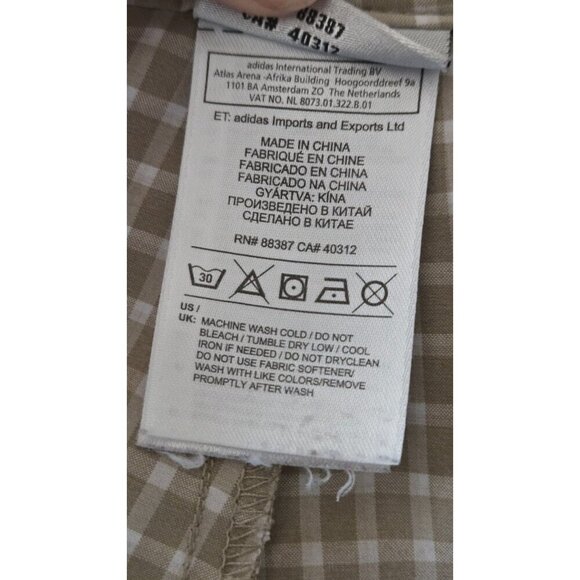 88387
CA# 40312
adidas International Trading BV
Atlas Arena -Afrika Building Hoogoorddreef 9a
1101 BA Amsterdam ZO The Netherlands
VAT NO. NL 8073.01.322.B.01
ET: adidas Imports and Exports Ltd
MADE IN CHINA
FABRIQUÉ EN CHINE
FABRICADO EN CHINA
FABRICADO NA CHINA
GYÁRTVA: KÍNA
ПРОИЗВЕДЕНО В КИТАЙ
СДЕЛАНО В КИТАЕ
RN# 88387 CA# 40312
30
US /
UK: MACHINE WASH COLD / DO NOT
BLEACH / TUMBLE DRY LOW / COOL
IRON IF NEEDED / DO NOT DRYCLEAN
DO NOT USE FABRIC SOFTENER/
WASH WITH LIKE COLORS/REMOVE
PROMPTLY AFTER WASH